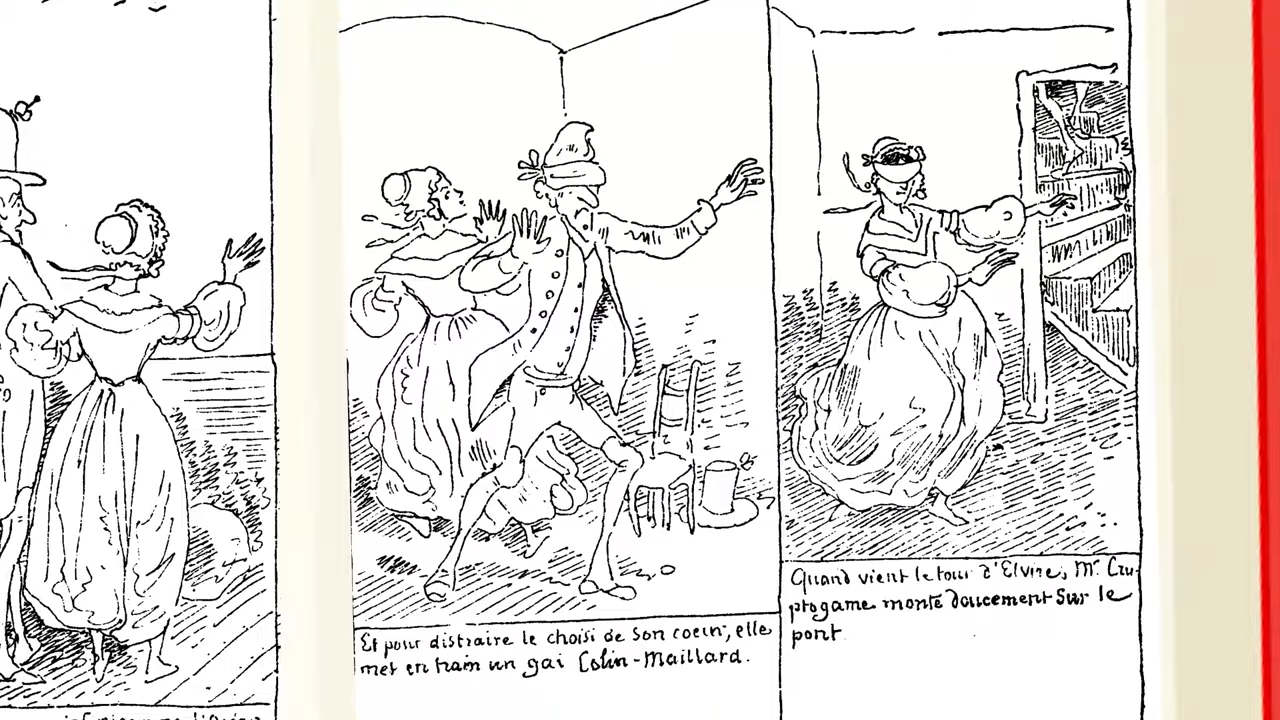 Et pour distraire le choisi de son coeur, elle
met en train un gai Colin-Maillard.
Quand vient le tour d'Elvire, Mr. Cry-
ptogame monte doucement sur le
pont.